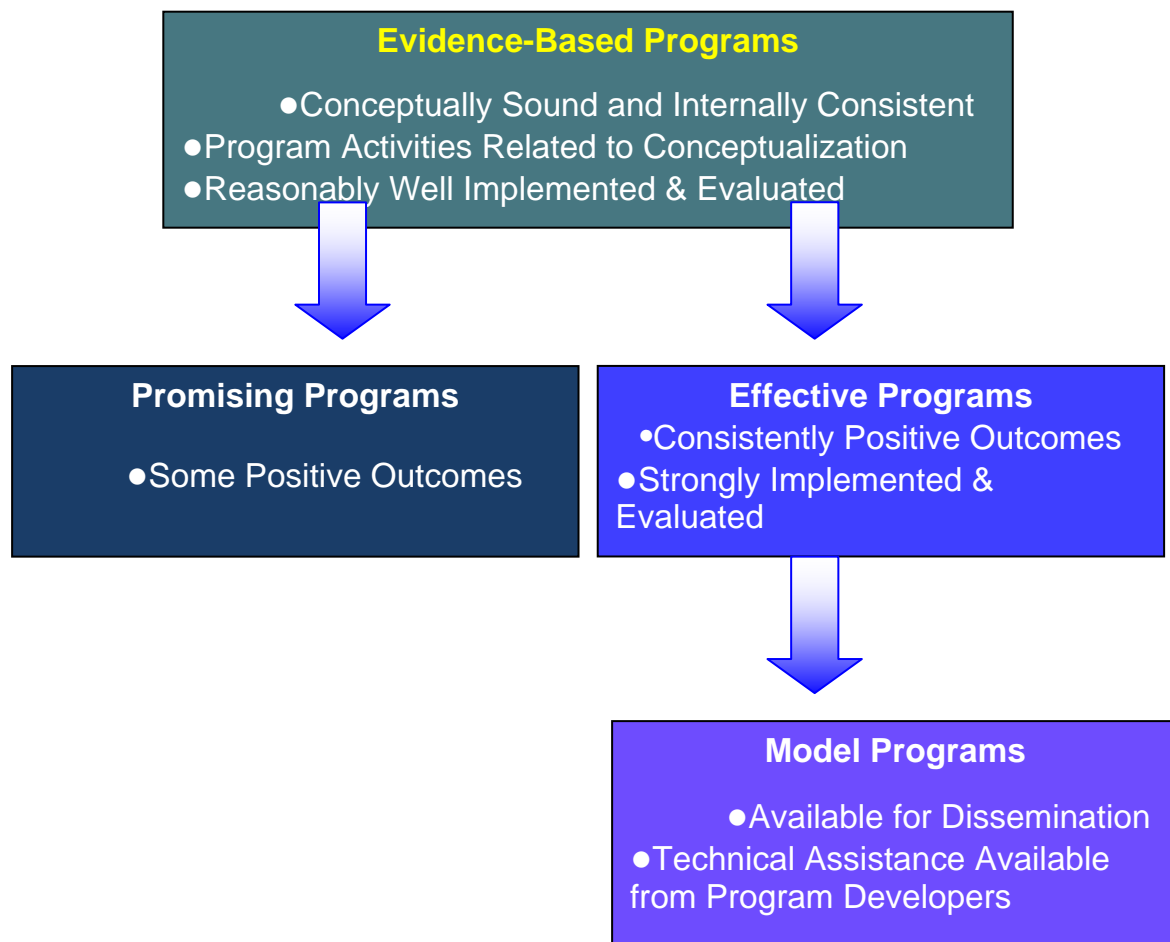 Evidence-Based Programs
●Conceptually Sound and Internally Consistent
●Program Activities Related to Conceptualization
●Reasonably Well Implemented & Evaluated
Promising Programs
●Some Positive Outcomes
Effective Programs
•Consistently Positive Outcomes
●Strongly Implemented &
Evaluated
Model Programs
●Available for Dissemination
●Technical Assistance Available
from Program Developers